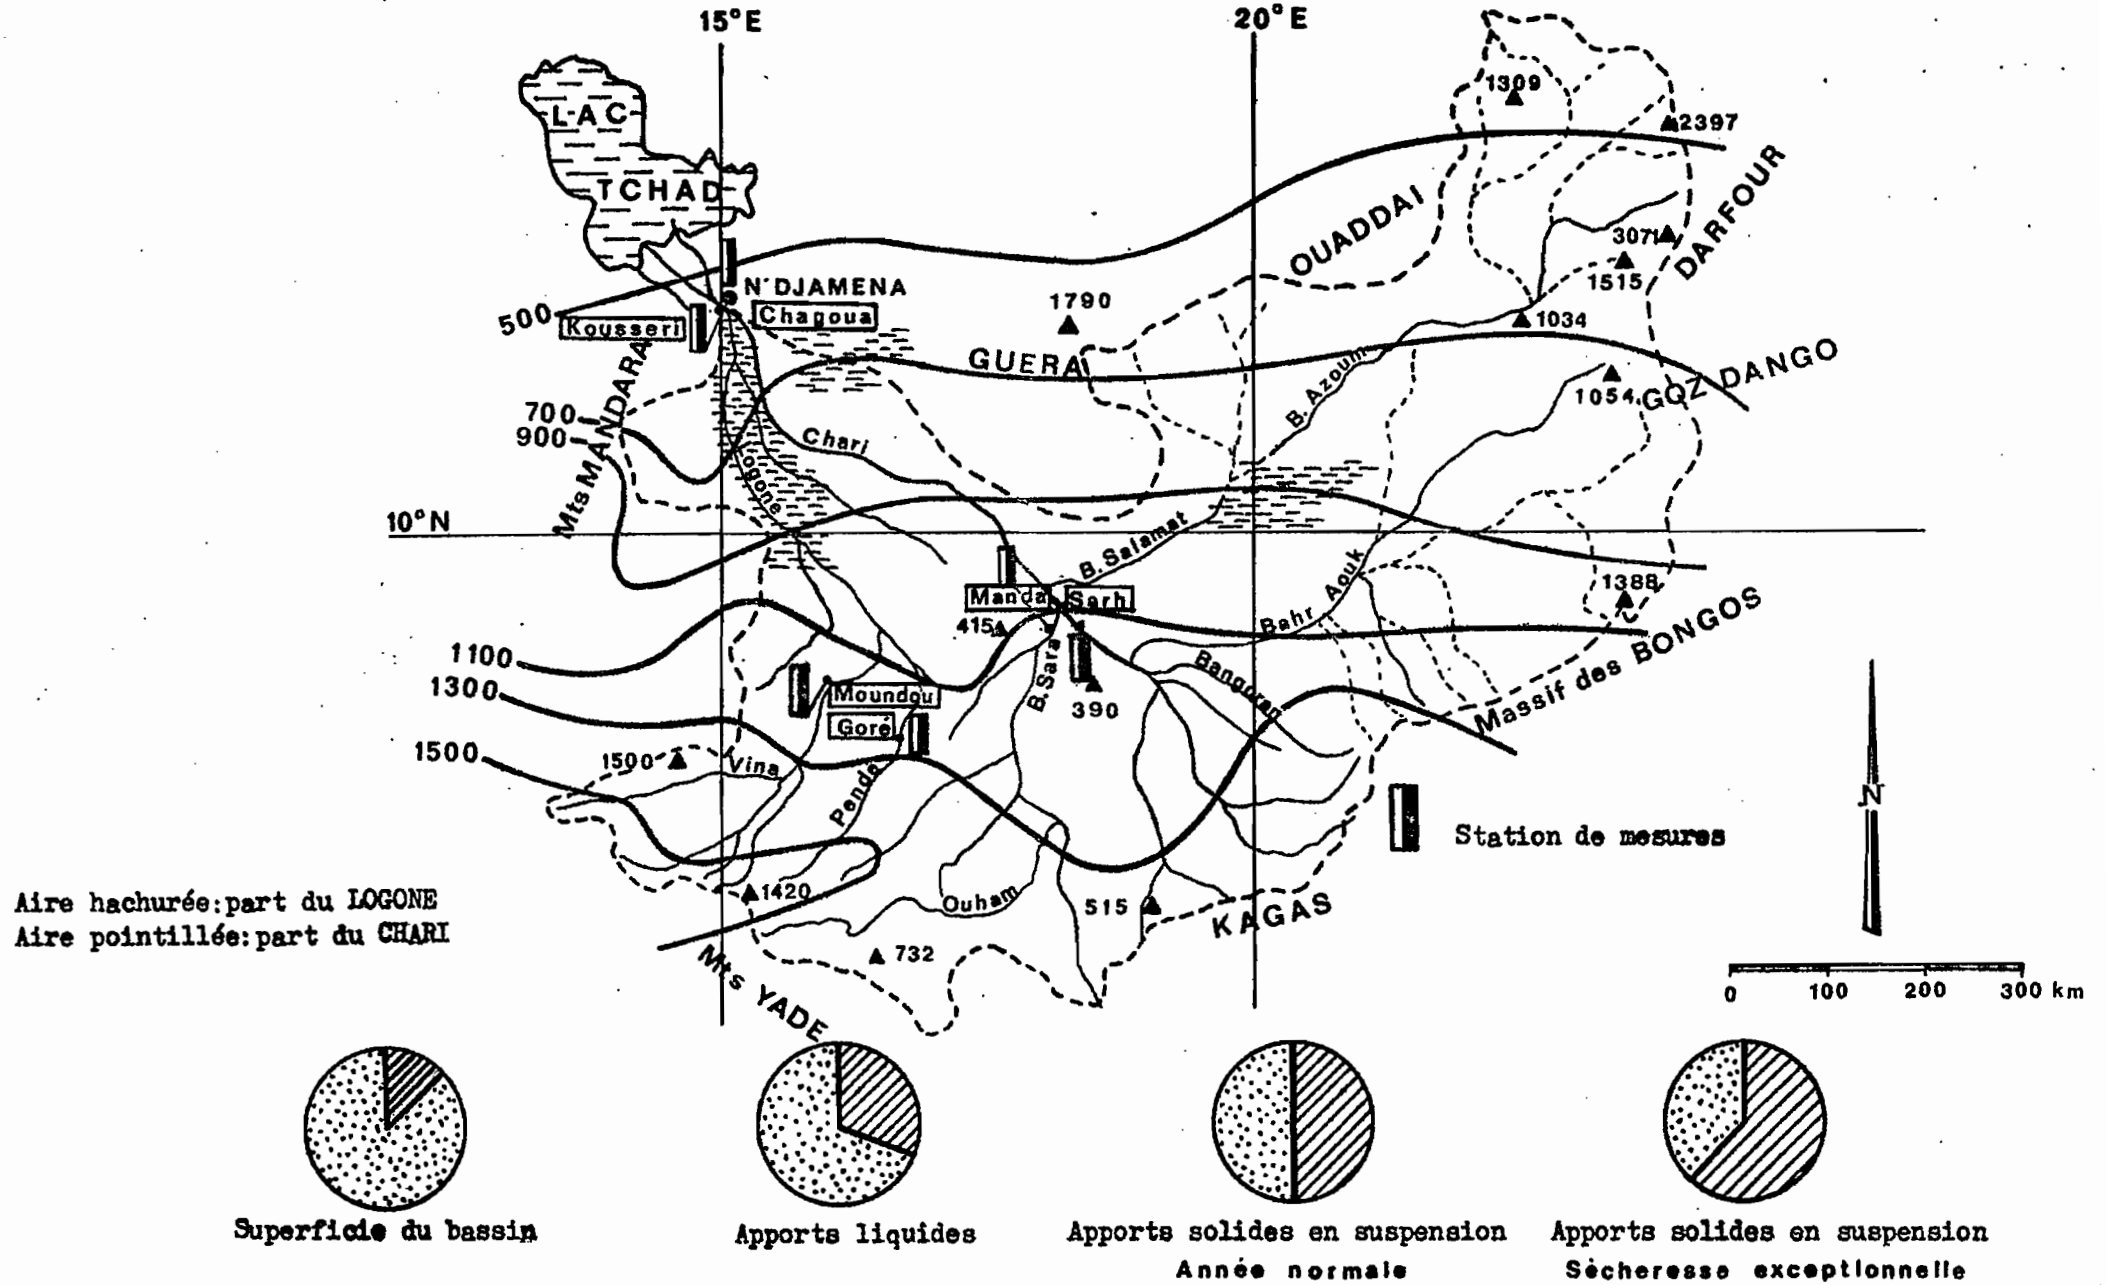 15°E
20°E
LAC
TCHAD
1309
2397
OUADDAI
DARFOUR
3071
1515
N'DJAMENA
Chagoua
500
Kousseri
1790
1034
GUERA
B. Azoum
GOZ DANGO
1054
Mts MANDARA
700
900
Chari
Logone
10°N
B. Salamat
Bahr Aouk
1388
Manda
Sarh
415
Massif des BONGOS
1100
B. Sara
Bangoran
390
1300
Moundou
Goré
1500
1500
Vina
Pendé
Station de mesures
N
Aire hachurée:part du LOGONE
Aire pointillée:part du CHARI
1420
Ouham
515
KAGAS
732
Mts YADE
0 100 200 300 km
Superficie du bassin
Apports liquides
Apports solides en suspension
Année normale
Apports solides en suspension
Sècheresse exceptionnelle